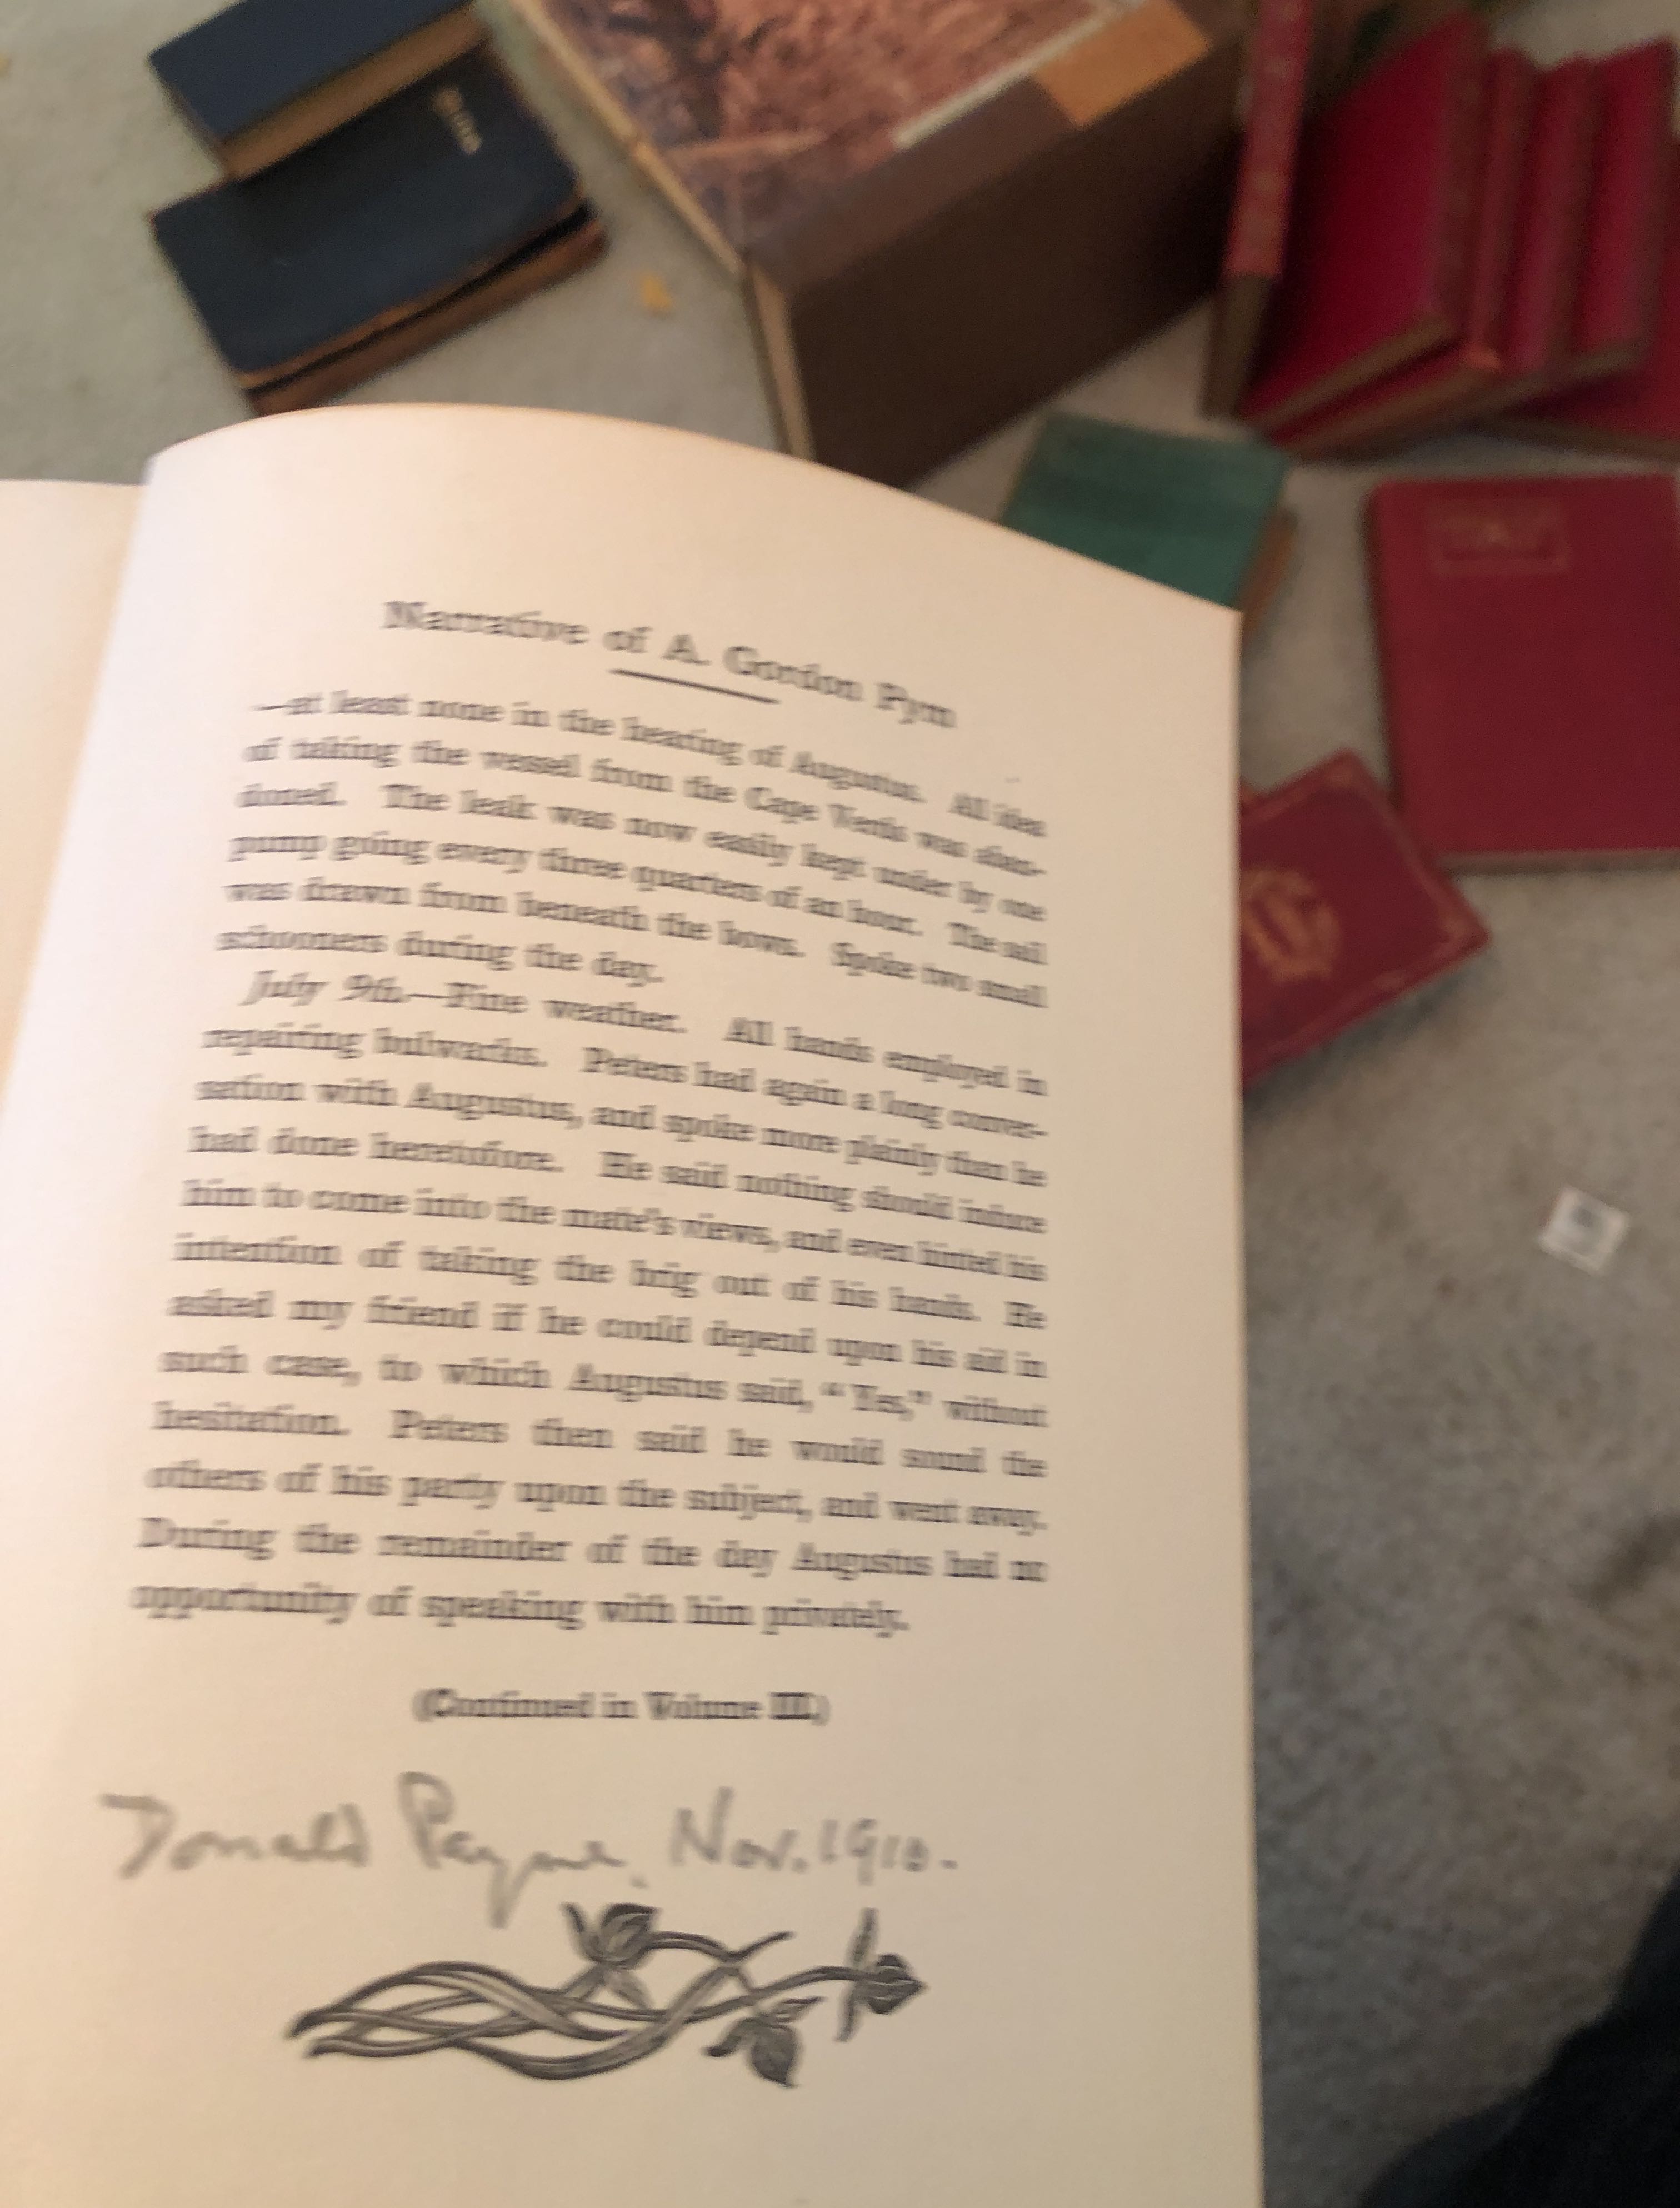 Narrative of A. Gordon Pym
—at least none in the hearing of Augustus. All idea
of taking the vessel from the Cape Verds was aban-
doned. The leak was now easily kept under by one
pump going every three quarters of an hour. The sail
was drawn from beneath the bows. Spoke two small
schooners during the day.
July 9th.—Fine weather. All hands employed in
repairing bulwarks. Peters had again a long conver-
sation with Augustus, and spoke more plainly than he
had done heretofore. He said nothing should induce
him to come into the mate's views, and even hinted his
intention of taking the brig out of his hands. He
asked my friend if he could depend upon his aid in
such case, to which Augustus said, "Yes," without
hesitation. Peters then said he would sound the
others of his party upon the subject, and went away.
During the remainder of the day Augustus had no
opportunity of speaking with him privately.
(Continued in Volume III.)
Donald Payne, Nov. 1910.